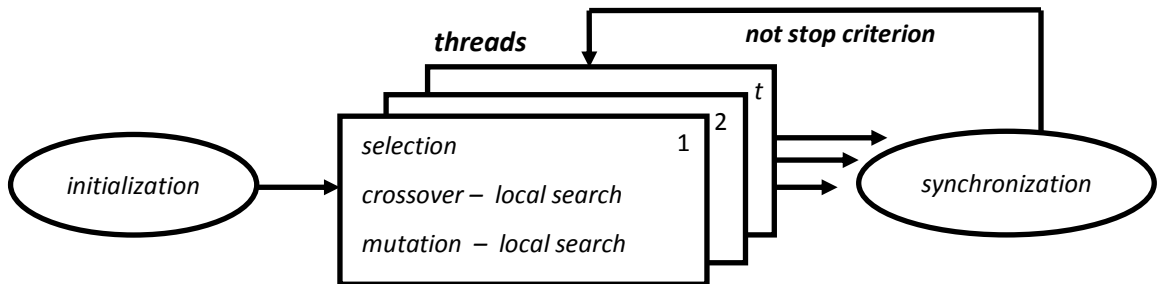 not stop criterion
threads
t
2
1
initialization
selection
crossover – local search
mutation – local search
synchronization